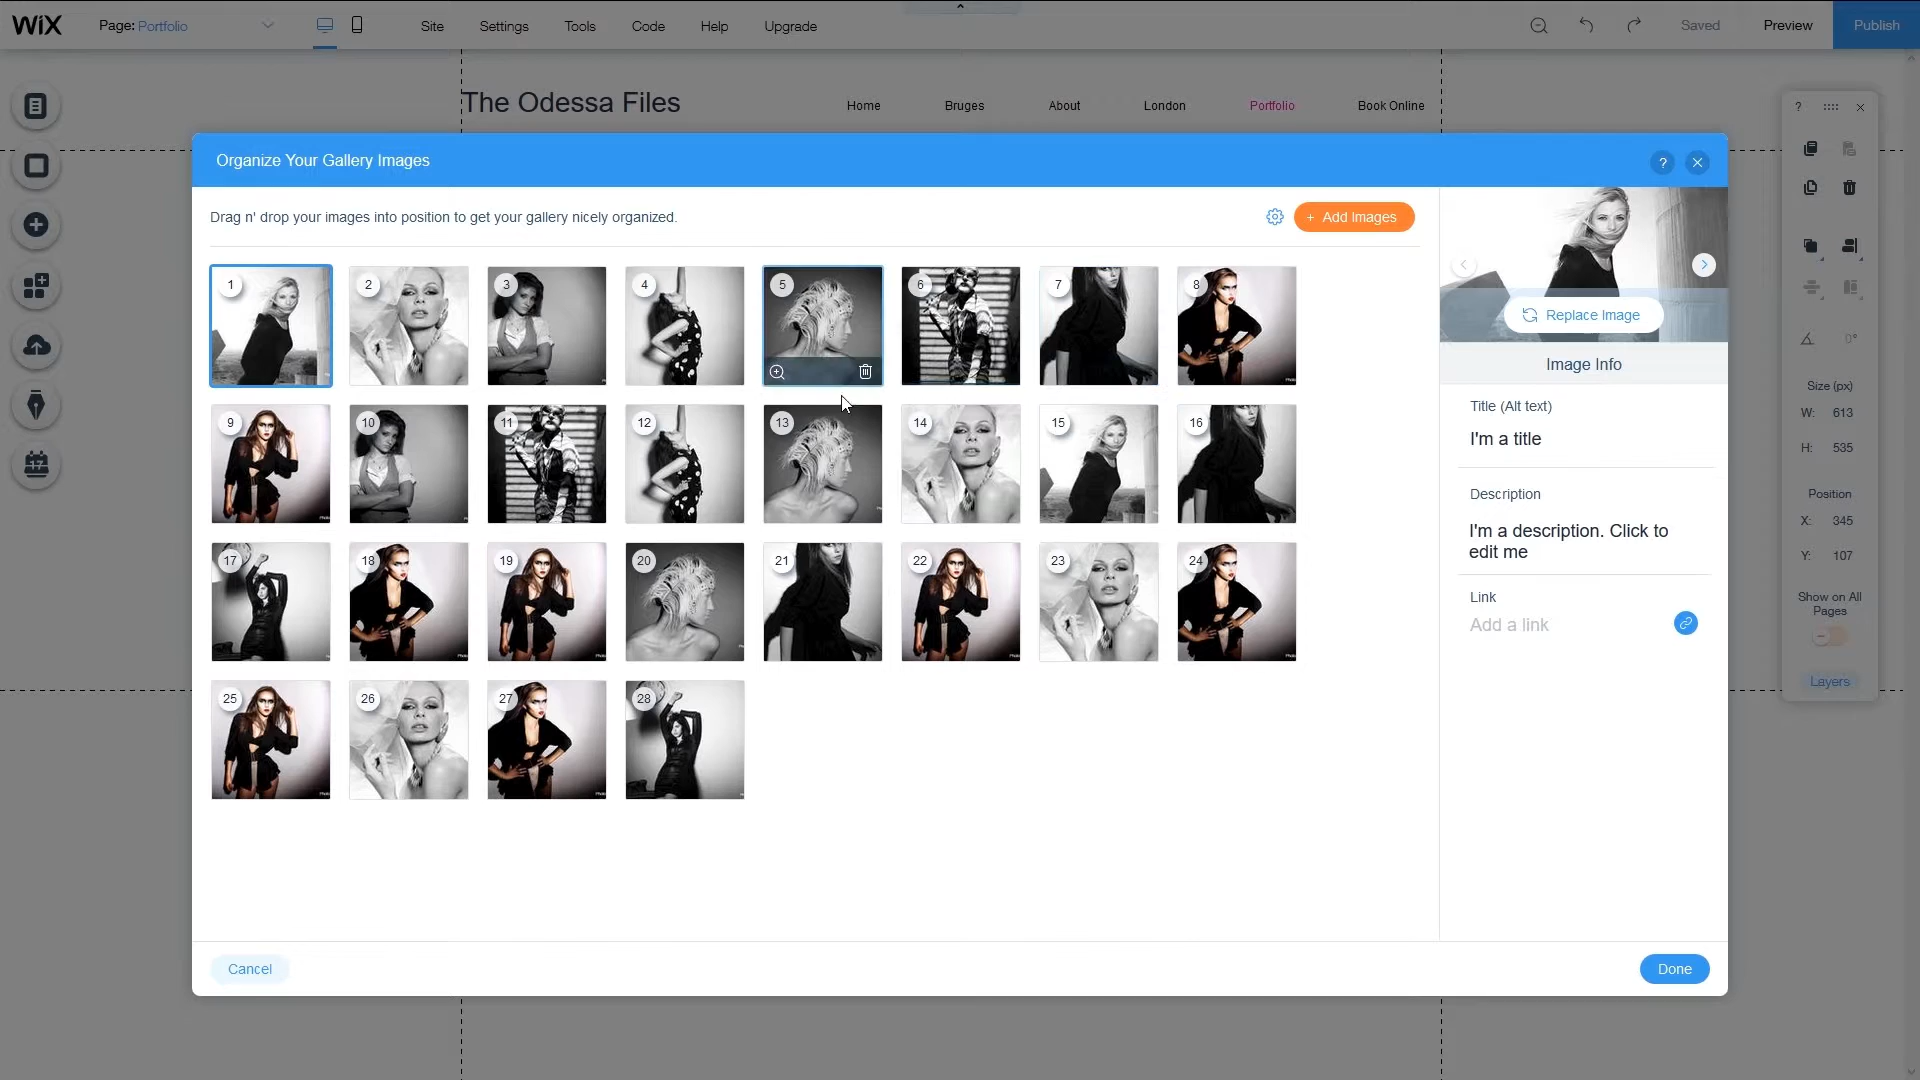 WIX Page: Portfolio Site Settings Tools Code Help Upgrade Saved Preview Publish
The Odessa Files Home Bruges About London Portfolio Book Online
?
Organize Your Gallery Images ?
Drag n' drop your images into position to get your gallery nicely organized. + Add Images
1 2 3 4 5 6 7 8
9 10 11 12 13 14 15 16
17 18 19 20 21 22 23 24
25 26 27 28
Replace Image
Image Info
Title (Alt text)
I'm a title
Description
I'm a description. Click to
edit me
Link
Add a link
Cancel Done
0°
Size (px)
W: 613
H: 535
Position
X: 345
Y: 107
Show on All
Pages
Layers
17